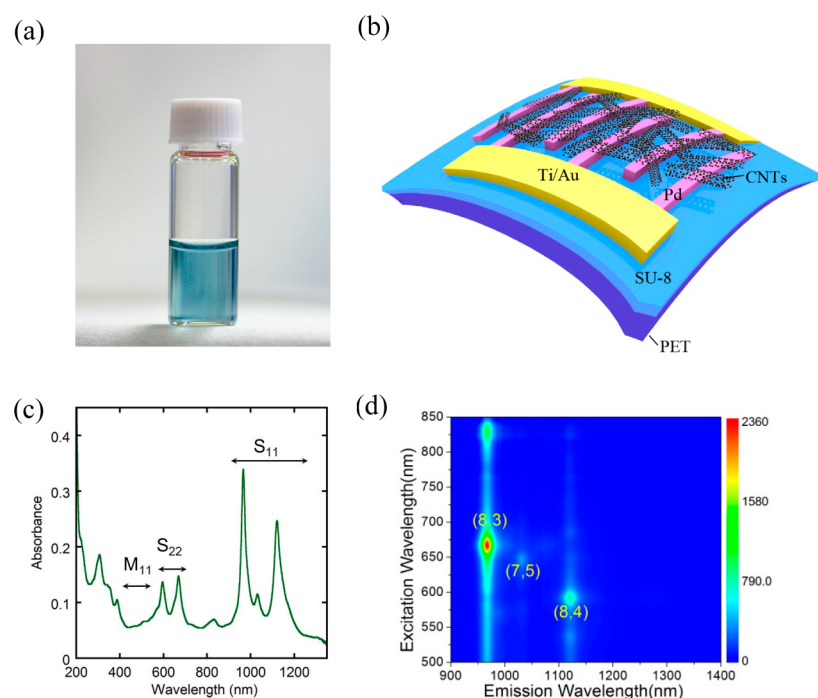 (a)
(b)
Ti/Au
CNTs
Pd
SU-8
PET
(c)
S11
S22
M11
Absorbance
0.4
0.3
0.2
0.1
0
200 400 600 800 1000 1200
Wavelength (nm)
(d)
Excitation Wavelength(nm)
850
800
750
700
650
600
550
500
(8,3)
(7,5)
(8,4)
900 1000 1100 1200 1300 1400
Emission Wavelength(nm)
2360
1580
790.0
0